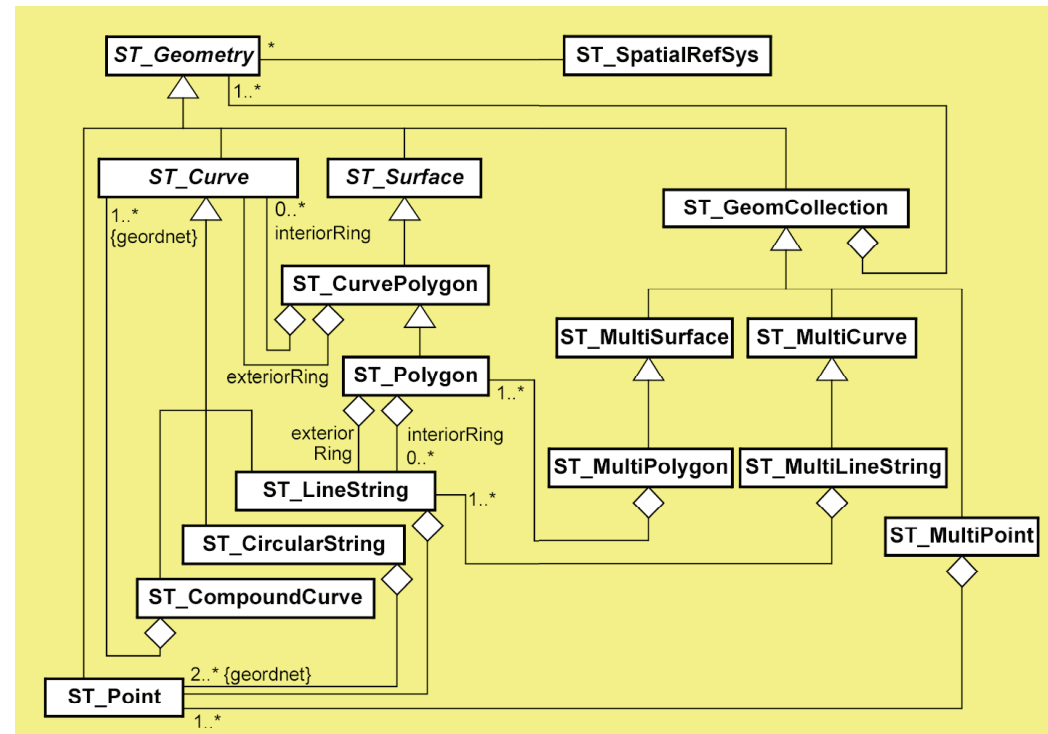 ST_Geometry
*
ST_SpatialRefSys
1..*
ST_Curve
ST_Surface
ST_GeomCollection
1..*
{geordnet}
0..*
interiorRing
ST_CurvePolygon
exteriorRing
ST_MultiSurface
ST_MultiCurve
ST_Polygon
1..*
exterior
Ring
interiorRing
0..*
ST_MultiPolygon
ST_MultiLineString
ST_LineString
1..*
ST_CircularString
ST_MultiPoint
ST_CompoundCurve
2..* {geordnet}
ST_Point
1..*